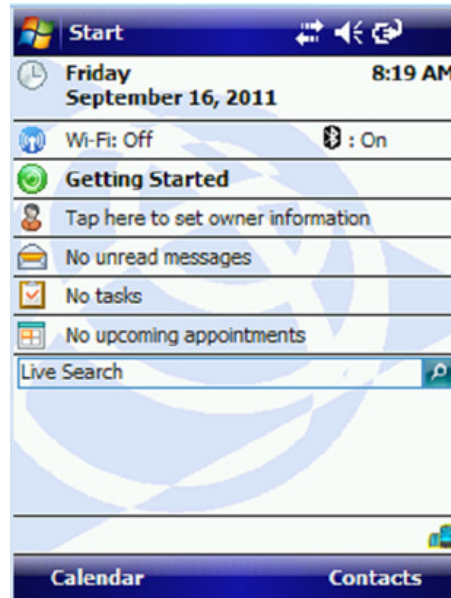 Start
Friday 8:19 AM
September 16, 2011
Wi-Fi: Off : On
Getting Started
Tap here to set owner information
No unread messages
No tasks
No upcoming appointments
Live Search
Calendar Contacts